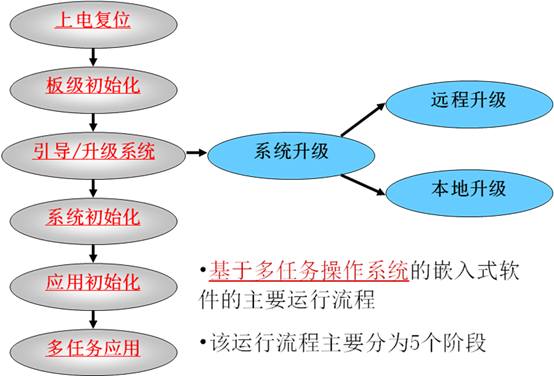 上电复位
板级初始化
引导/升级系统
系统初始化
应用初始化
多任务应用
系统升级
远程升级
本地升级
•基于多任务操作系统的嵌入式软
件的主要运行流程
•该运行流程主要分为5个阶段